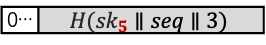 0⋯ H(sk₅ ∥ seq ∥ 3)